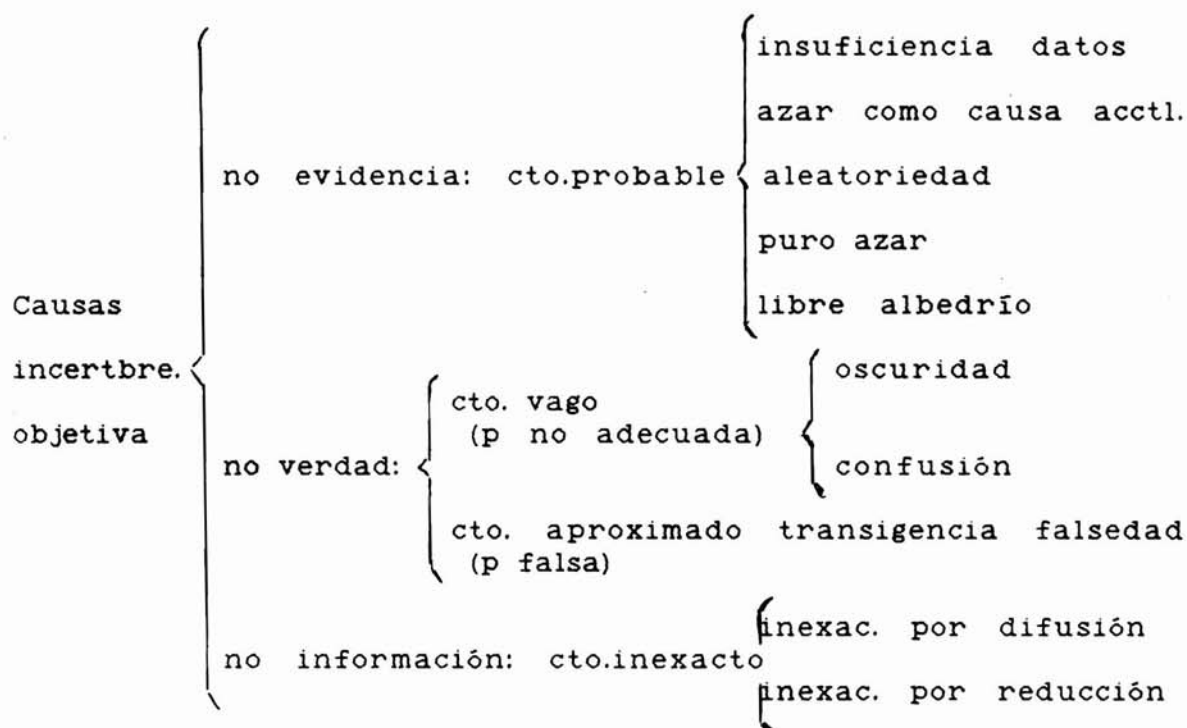 insuficiencia datos
azar como causa acctl.
no evidencia: cto.probable
aleatoriedad
puro azar
libre albedrío
Causas
incertbre.
objetiva
no verdad:
cto. vago
(p no adecuada)
oscuridad
confusión
cto. aproximado transigencia falsedad
(p falsa)
no información: cto.inexacto
inexac. por difusión
inexac. por reducción